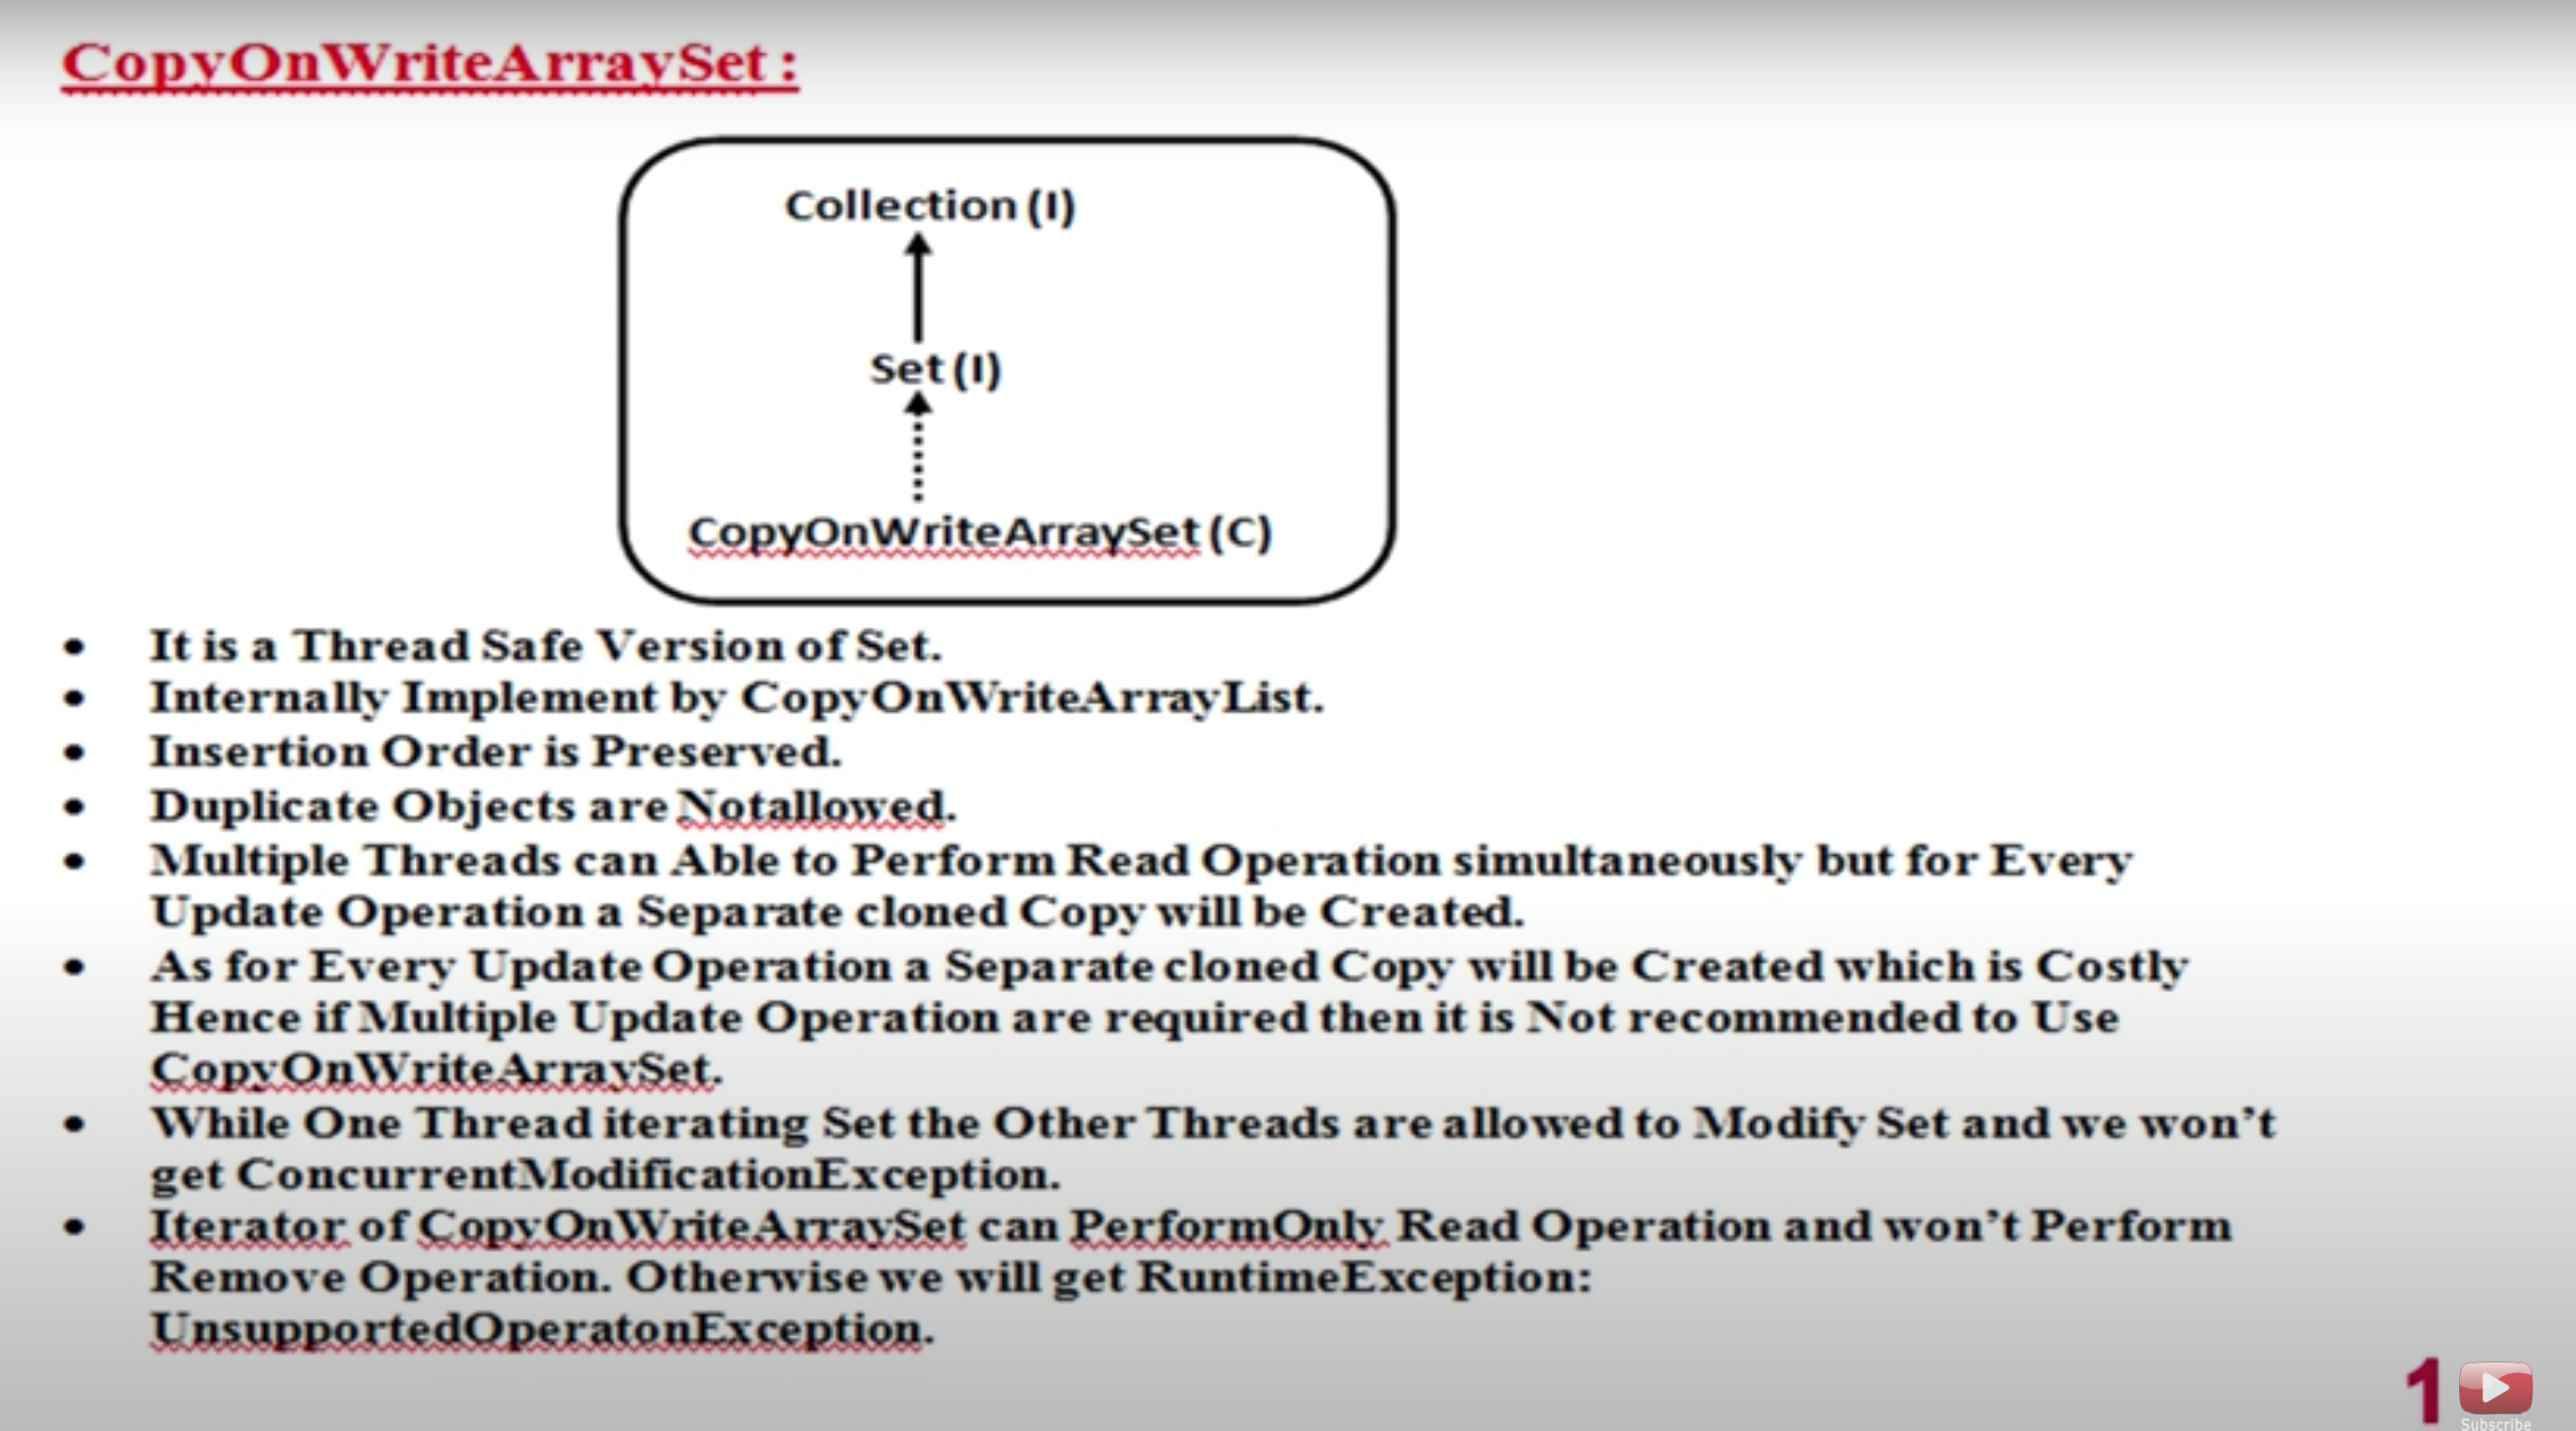 CopyOnWriteArraySet :
Collection (I)
Set (I)
CopyOnWriteArraySet (C)
• It is a Thread Safe Version of Set.
• Internally Implement by CopyOnWriteArrayList.
• Insertion Order is Preserved.
• Duplicate Objects are Notallowed.
• Multiple Threads can Able to Perform Read Operation simultaneously but for Every
Update Operation a Separate cloned Copy will be Created.
• As for Every Update Operation a Separate cloned Copy will be Created which is Costly
Hence if Multiple Update Operation are required then it is Not recommended to Use
CopyOnWriteArraySet.
• While One Thread iterating Set the Other Threads are allowed to Modify Set and we won’t
get ConcurrentModificationException.
• Iterator of CopyOnWriteArraySet can PerformOnly Read Operation and won’t Perform
Remove Operation. Otherwise we will get RuntimeException:
UnsupportedOperatonException.
1
Subscribe